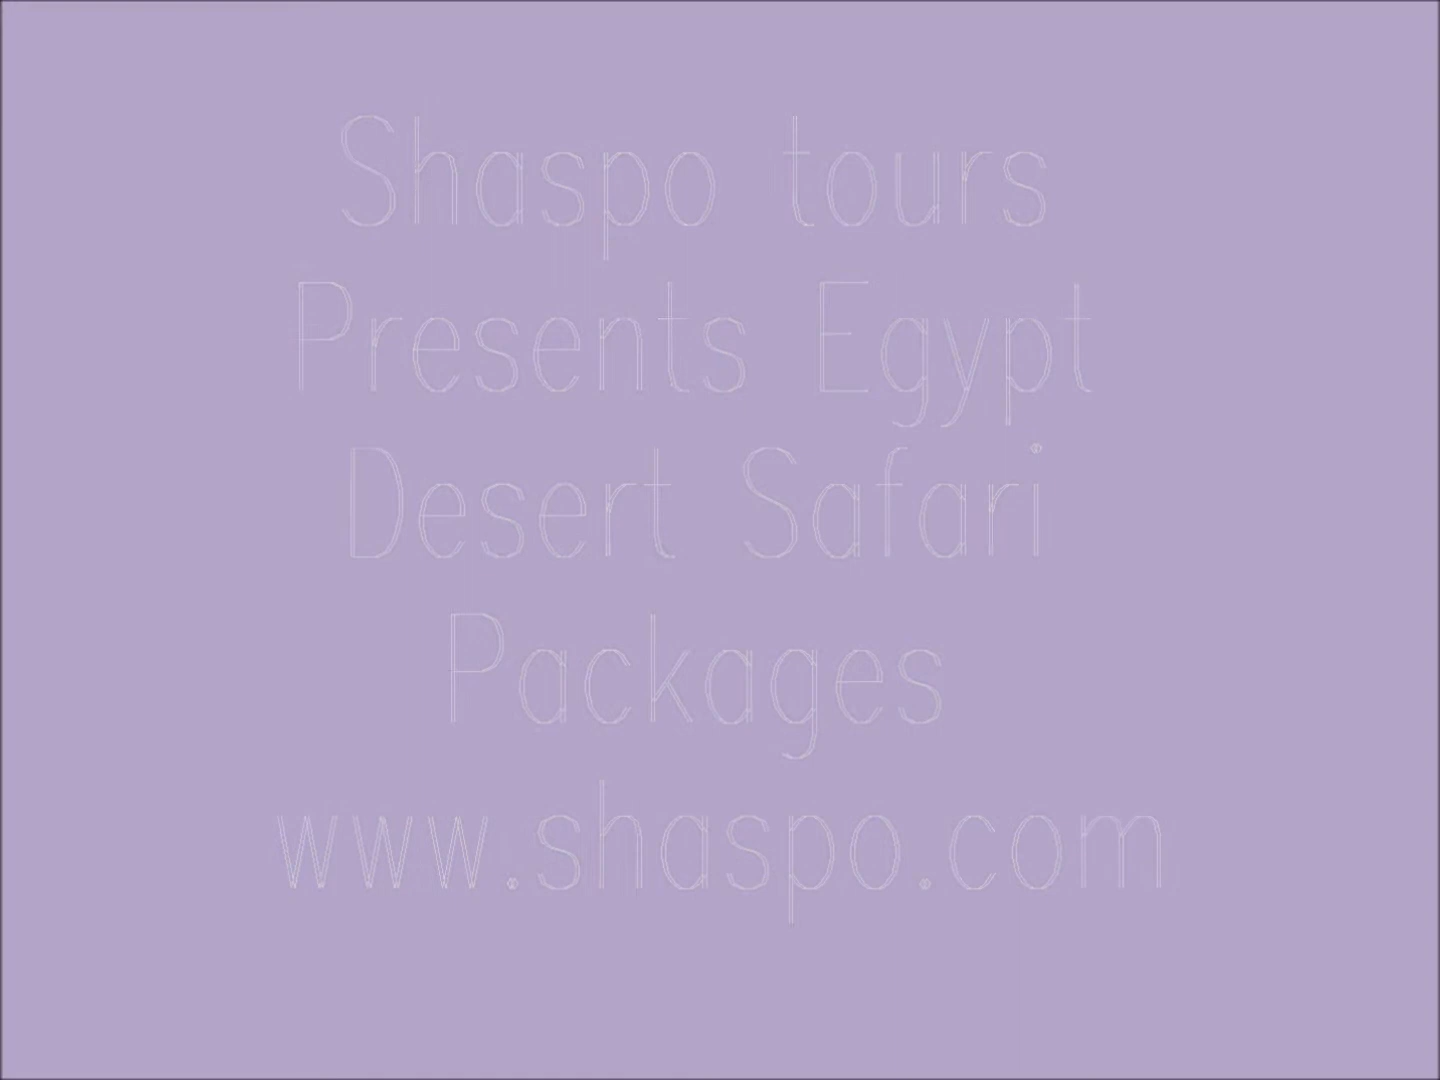 Shaspo tours
Presents Egypt
Desert Safari
Packages
www.shaspo.com